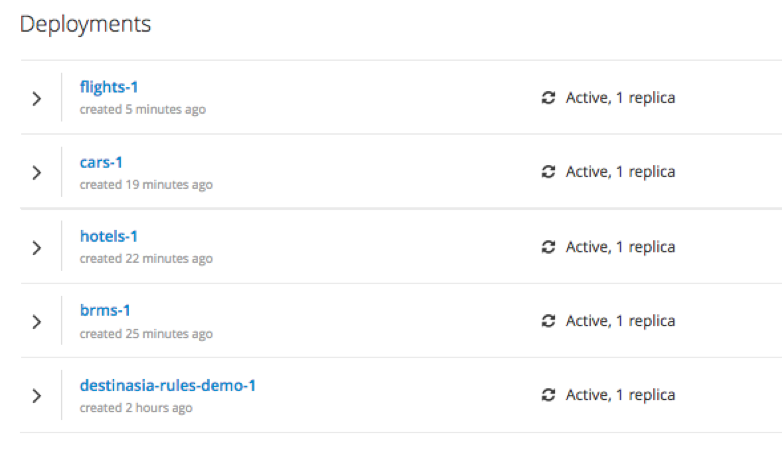 Deployments
flights-1
created 5 minutes ago
Active, 1 replica
cars-1
created 19 minutes ago
Active, 1 replica
hotels-1
created 22 minutes ago
Active, 1 replica
brms-1
created 25 minutes ago
Active, 1 replica
destinasia-rules-demo-1
created 2 hours ago
Active, 1 replica